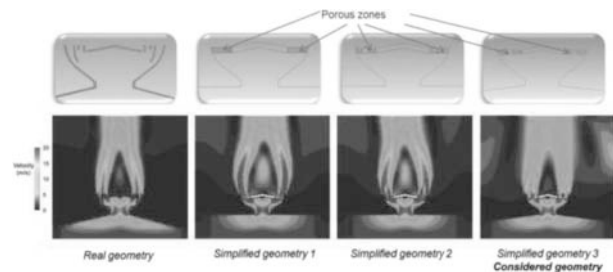 Porous zones
Velocity
(m/s)
20
15
10
5
0
Real geometry
Simplified geometry 1
Simplified geometry 2
Simplified geometry 3
Considered geometry